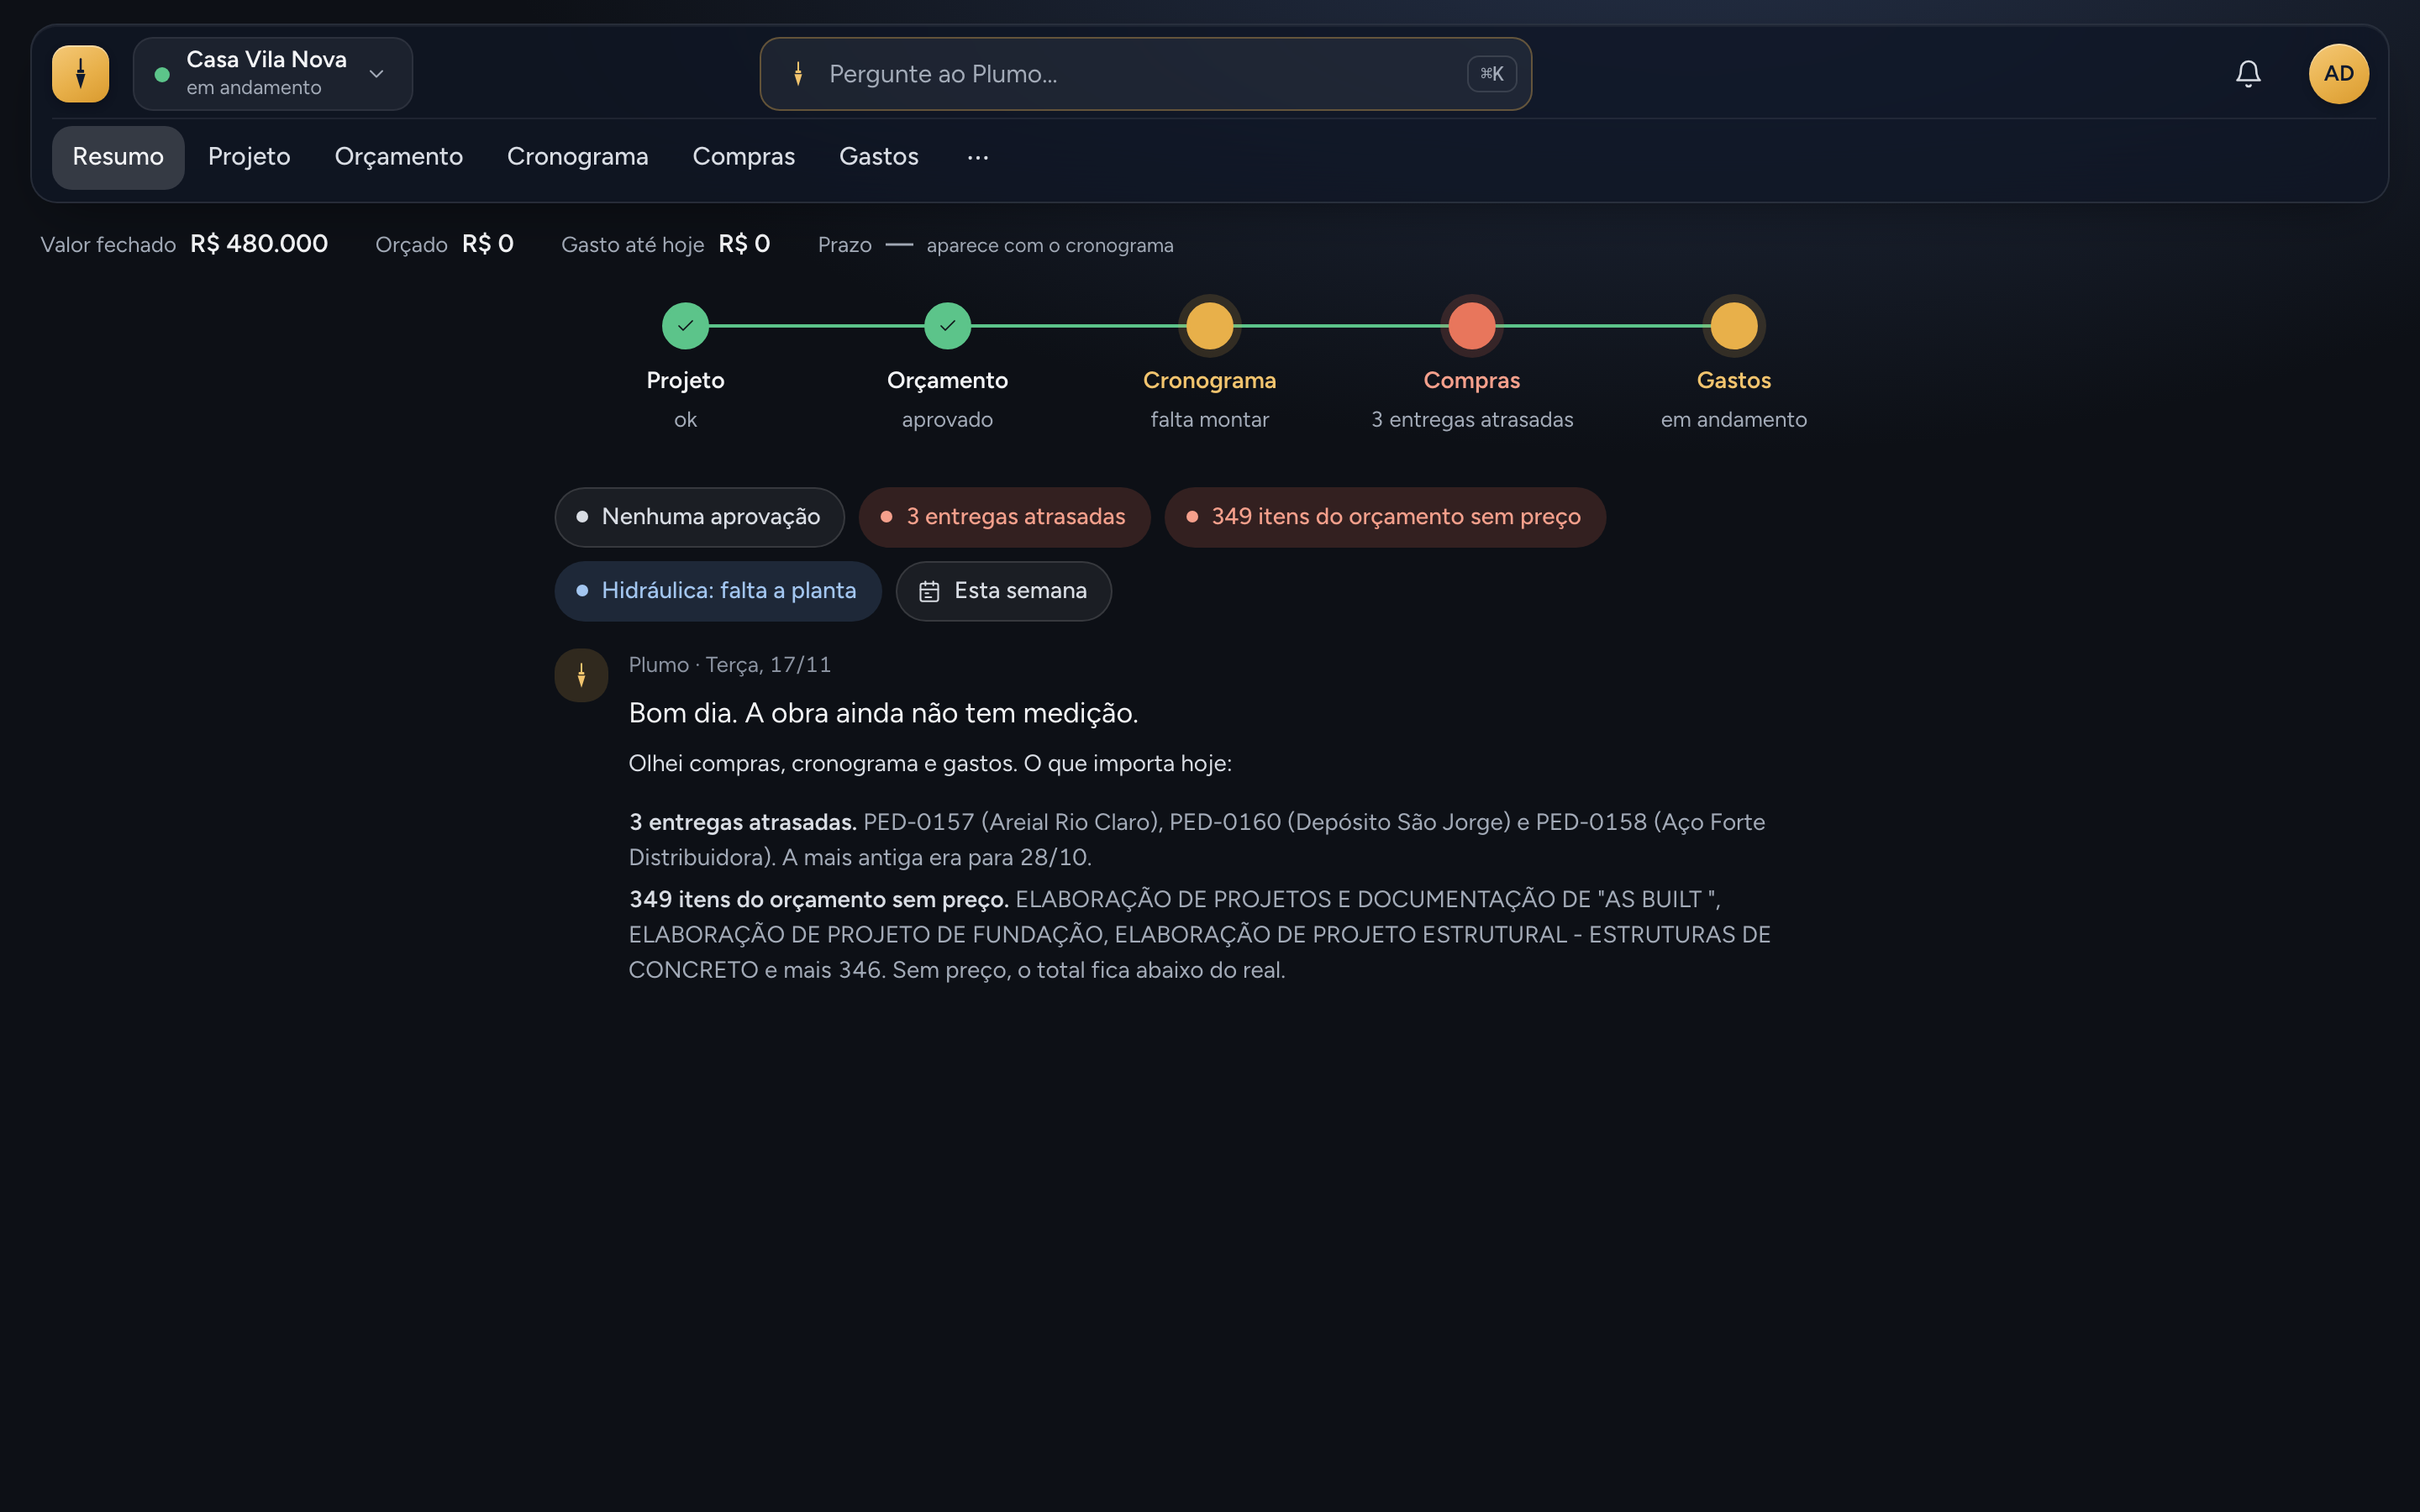 Casa Vila Nova
em andamento
Pergunte ao Plumo...
⌘K
AD
Resumo
Projeto
Orçamento
Cronograma
Compras
Gastos
...
Valor fechado R$ 480.000
Orçado R$ 0
Gasto até hoje R$ 0
Prazo — aparece com o cronograma
Projeto
ok
Orçamento
aprovado
Cronograma
falta montar
Compras
3 entregas atrasadas
Gastos
em andamento
Nenhuma aprovação
3 entregas atrasadas
349 itens do orçamento sem preço
Hidráulica: falta a planta
Esta semana
Plumo · Terça, 17/11
Bom dia. A obra ainda não tem medição.
Olhei compras, cronograma e gastos. O que importa hoje:
3 entregas atrasadas. PED-0157 (Areial Rio Claro), PED-0160 (Depósito São Jorge) e PED-0158 (Aço Forte
Distribuidora). A mais antiga era para 28/10.
349 itens do orçamento sem preço. ELABORAÇÃO DE PROJETOS E DOCUMENTAÇÃO DE "AS BUILT ",
ELABORAÇÃO DE PROJETO DE FUNDAÇÃO, ELABORAÇÃO DE PROJETO ESTRUTURAL - ESTRUTURAS DE
CONCRETO e mais 346. Sem preço, o total fica abaixo do real.